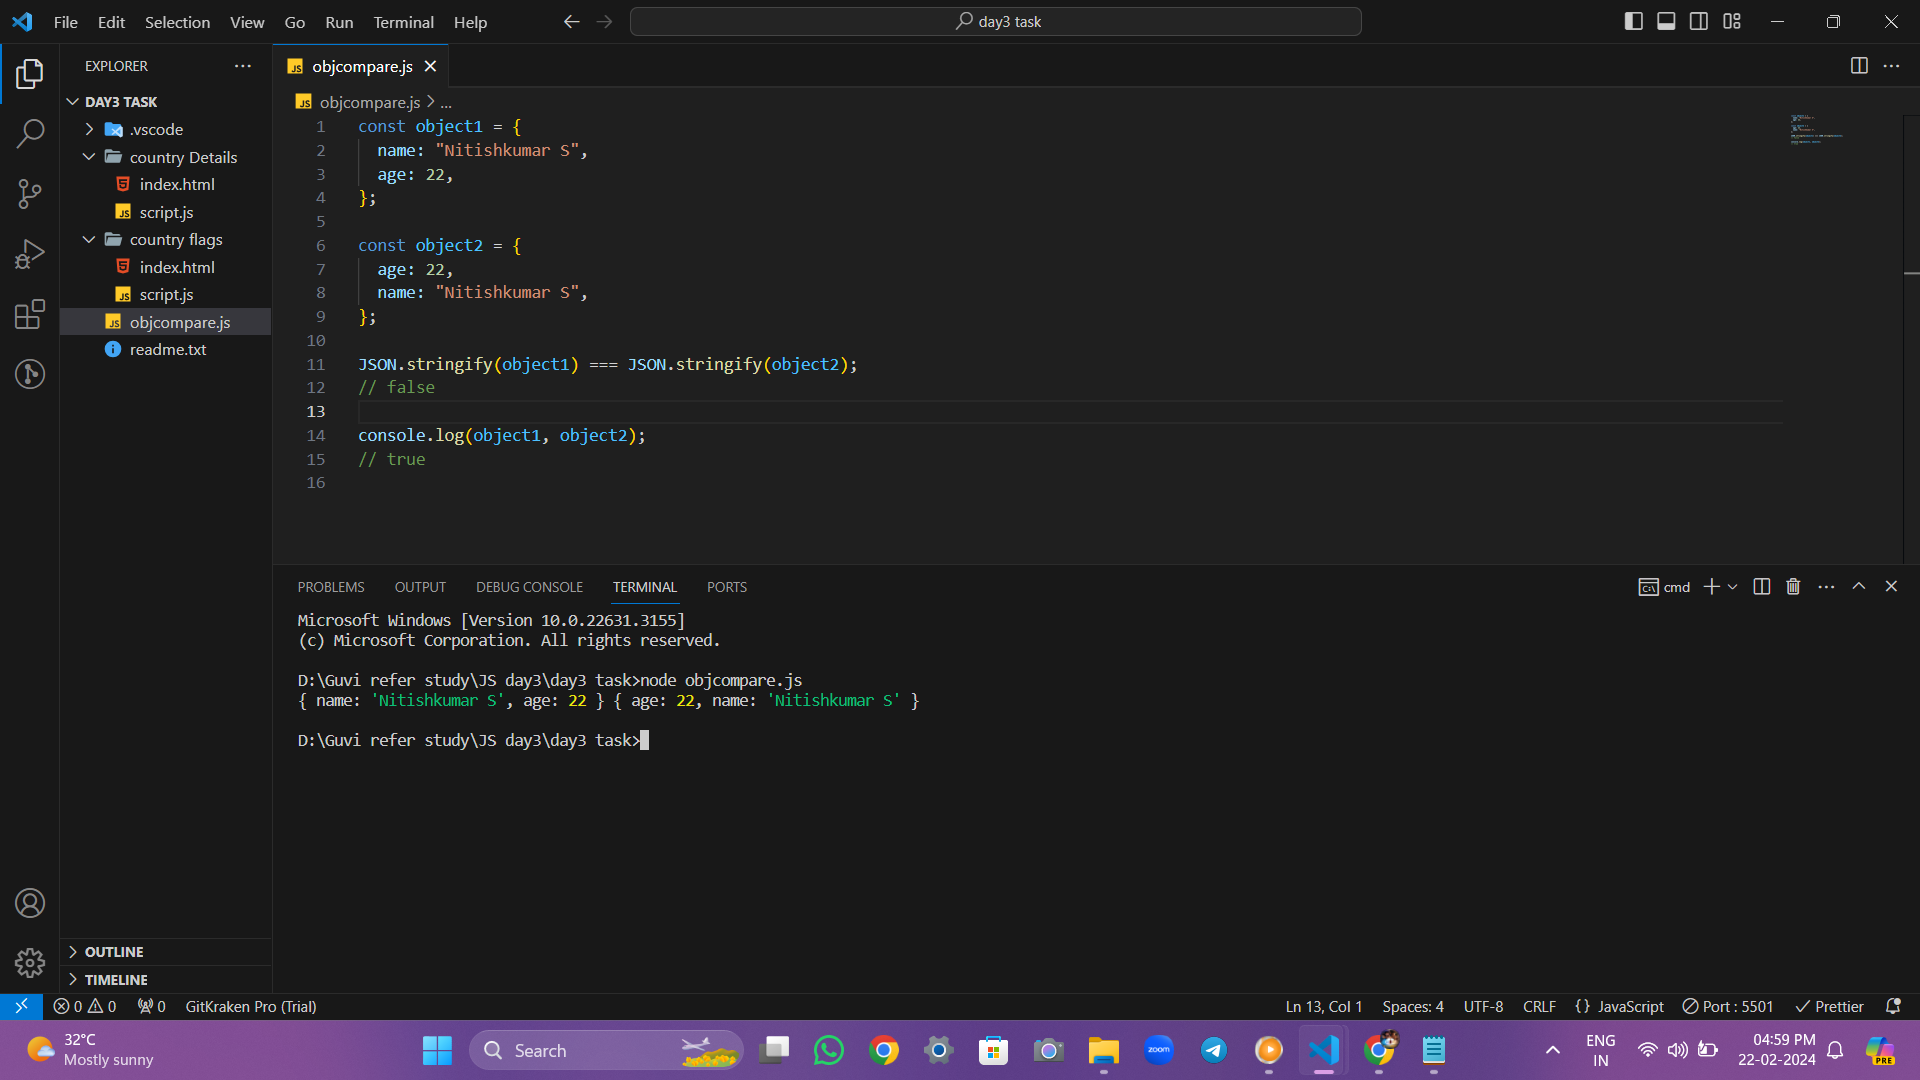 File Edit Selection View Go Run Terminal Help
day3 task
EXPLORER
objcompare.js
DAY3 TASK
.vscode
country Details
index.html
script.js
country flags
index.html
script.js
objcompare.js
readme.txt
OUTLINE
TIMELINE
objcompare.js > ...
1 const object1 = {
2 name: "Nitishkumar S",
3 age: 22,
4 };
5
6 const object2 = {
7 age: 22,
8 name: "Nitishkumar S",
9 };
10
11 JSON.stringify(object1) === JSON.stringify(object2);
12 // false
13
14 console.log(object1, object2);
15 // true
16
PROBLEMS OUTPUT DEBUG CONSOLE TERMINAL PORTS
cmd
Microsoft Windows [Version 10.0.22631.3155]
(c) Microsoft Corporation. All rights reserved.
D:\Guvi refer study\JS day3\day3 task>node objcompare.js
{ name: 'Nitishkumar S', age: 22 } { age: 22, name: 'Nitishkumar S' }
D:\Guvi refer study\JS day3\day3 task>
0 0 0 GitKraken Pro (Trial) Ln 13, Col 1 Spaces: 4 UTF-8 CRLF {} JavaScript Port : 5501 Prettier
32°C
Mostly sunny
Search
zoom
ENG
IN
04:59 PM
22-02-2024
PRE